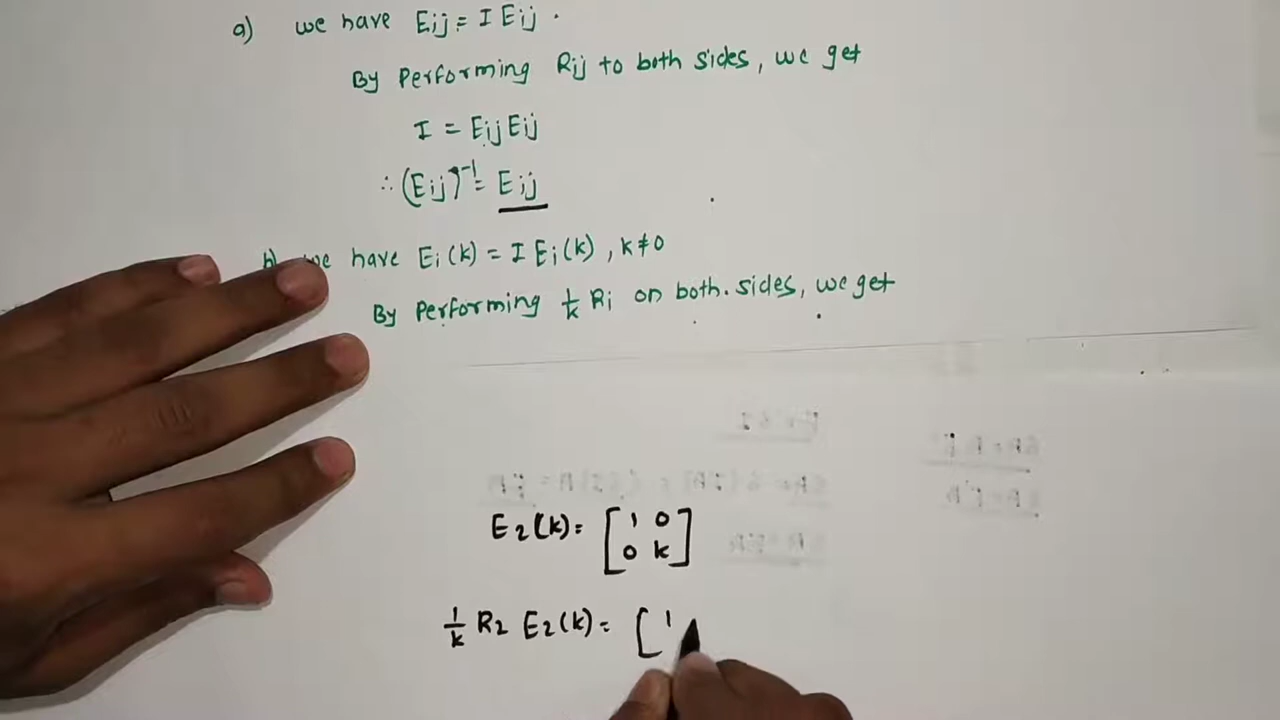 a) we have Eij = I Eij .
By Performing Rij to both sides, we get
I = Eij Eij
∴ (Eij)⁻¹ = Eij
b) we have Ei(k) = I Ei(k), k≠0
By Performing 1/k Ri on both sides, we get
E2(k) = [1 0
0 k]
1/k R2 E2(k) = [1